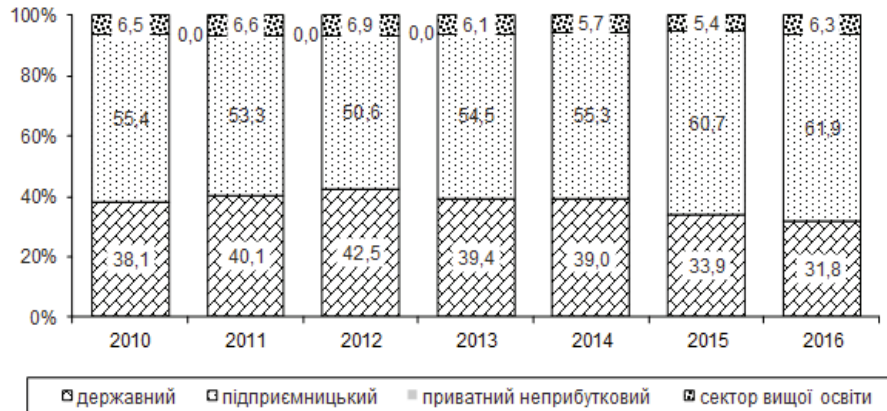 100%
80%
60%
40%
20%
0%
6,5 0,0 6,6 0,0 6,9 0,0 6,1 5,7 5,4 6,3
55,4 53,3 50,6 54,5 55,3 60,7 61,9
38,1 40,1 42,5 39,4 39,0 33,9 31,8
2010 2011 2012 2013 2014 2015 2016
державний підприємницький приватний неприбутковий сектор вищої освіти